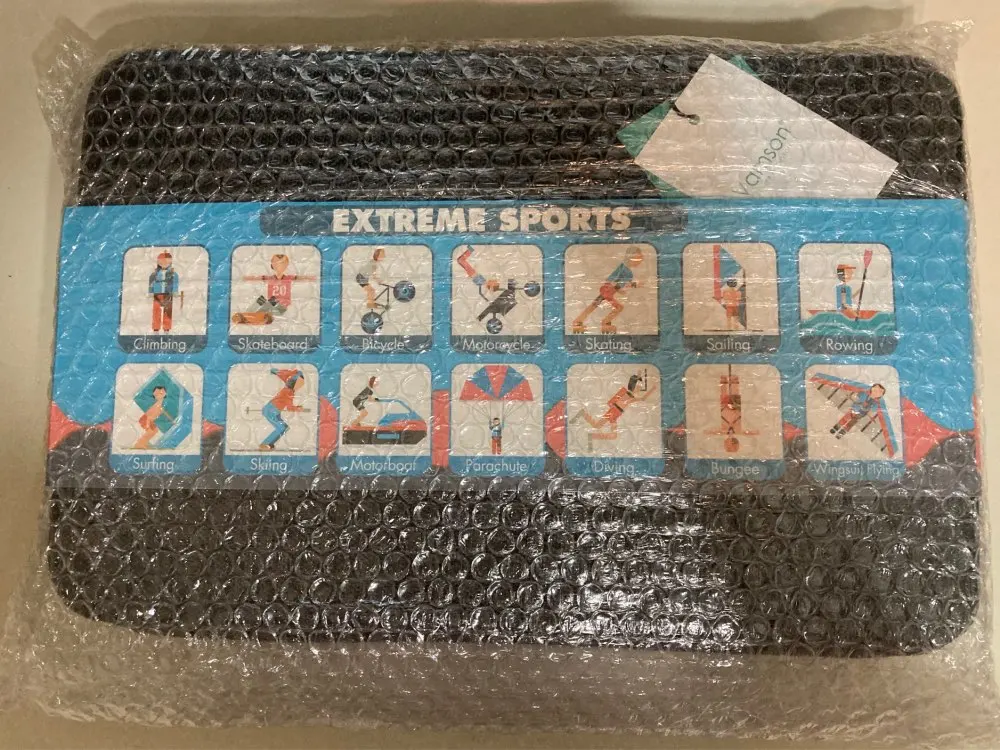 vamson
EXTREME SPORTS
20
Climbing Skateboard Bicycle Motorcycle Skating Sailing Rowing
Surfing Skiing Motorboat Parachute Diving Bungee Wingsuit Flying